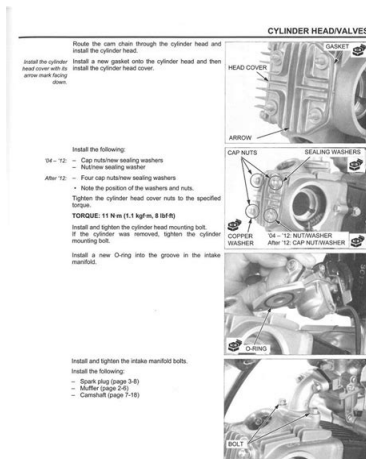 CYLINDER HEAD/VALVES
Route the cam chain through the cylinder head and
install the cylinder head.
Install the cylinder
head cover with its
arrow mark facing
down.
Install a new gasket onto the cylinder head and then
install the cylinder head cover.
GASKET
HEAD COVER
ARROW
Install the following:
'04 – '12: – Cap nuts/new sealing washers
– Nut/new sealing washer
After '12: – Four cap nuts/new sealing washers
• Note the position of the washers and nuts.
Tighten the cylinder head cover nuts to the specified
torque.
TORQUE: 11 N·m (1.1 kgf·m, 8 lbf·ft)
Install and tighten the cylinder head mounting bolt.
If the cylinder was removed, tighten the cylinder
mounting bolt.
CAP NUTS
SEALING WASHERS
COPPER
WASHER
'04 – '12: NUT/WASHER
After '12: CAP NUT/WASHER
Install a new O-ring into the groove in the intake
manifold.
O-RING
Install and tighten the intake manifold bolts.
Install the following:
– Spark plug (page 3-8)
– Muffler (page 2-6)
– Camshaft (page 7-18)
BOLT